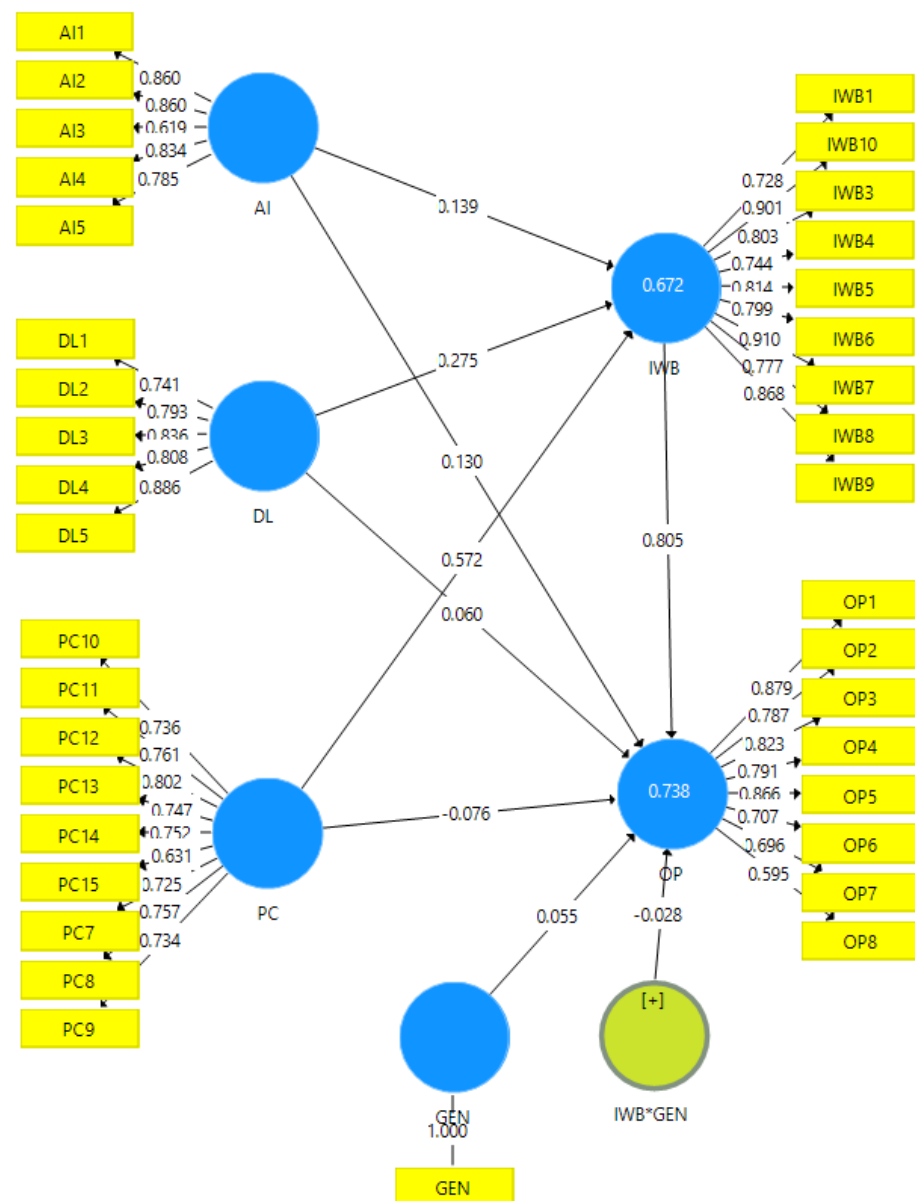 AI1
AI2
AI3
AI4
AI5
0.860
0.860
0.619
0.834
0.785
AI
DL1
DL2
DL3
DL4
DL5
0.741
0.793
0.836
0.808
0.886
DL
PC10
PC11
PC12
PC13
PC14
PC15
PC7
PC8
PC9
0.736
0.761
0.802
0.747
0.752
0.631
0.725
0.757
0.734
PC
0.139
0.275
0.130
0.572
0.060
-0.076
0.805
0.055
-0.028
0.672
IWB
0.728
0.901
0.803
0.744
0.814
0.799
0.910
0.777
0.868
IWB1
IWB10
IWB3
IWB4
IWB5
IWB6
IWB7
IWB8
IWB9
0.738
OP
0.879
0.787
0.823
0.791
0.866
0.707
0.696
0.595
OP1
OP2
OP3
OP4
OP5
OP6
OP7
OP8
GEN
1.000
GEN
[+]
IWB*GEN